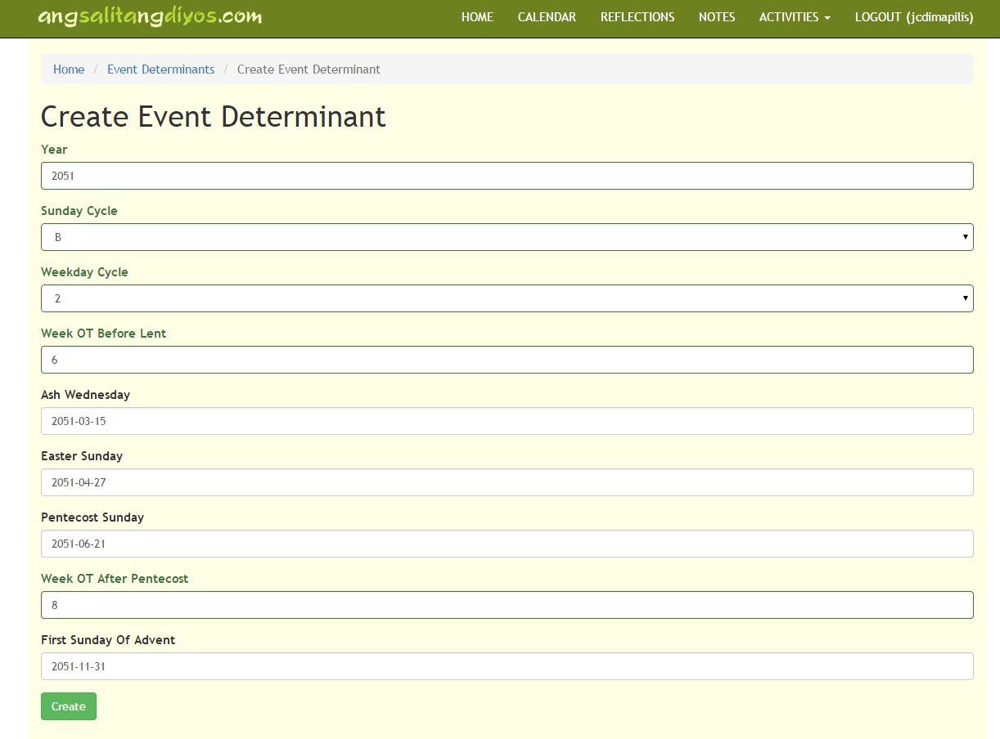 angsalitangdiyos.com HOME CALENDAR REFLECTIONS NOTES ACTIVITIES LOGOUT (jcdimapilis)
Home / Event Determinants / Create Event Determinant
Create Event Determinant
Year
2051
Sunday Cycle
B
Weekday Cycle
2
Week OT Before Lent
6
Ash Wednesday
2051-03-15
Easter Sunday
2051-04-27
Pentecost Sunday
2051-06-21
Week OT After Pentecost
8
First Sunday Of Advent
2051-11-31
Create